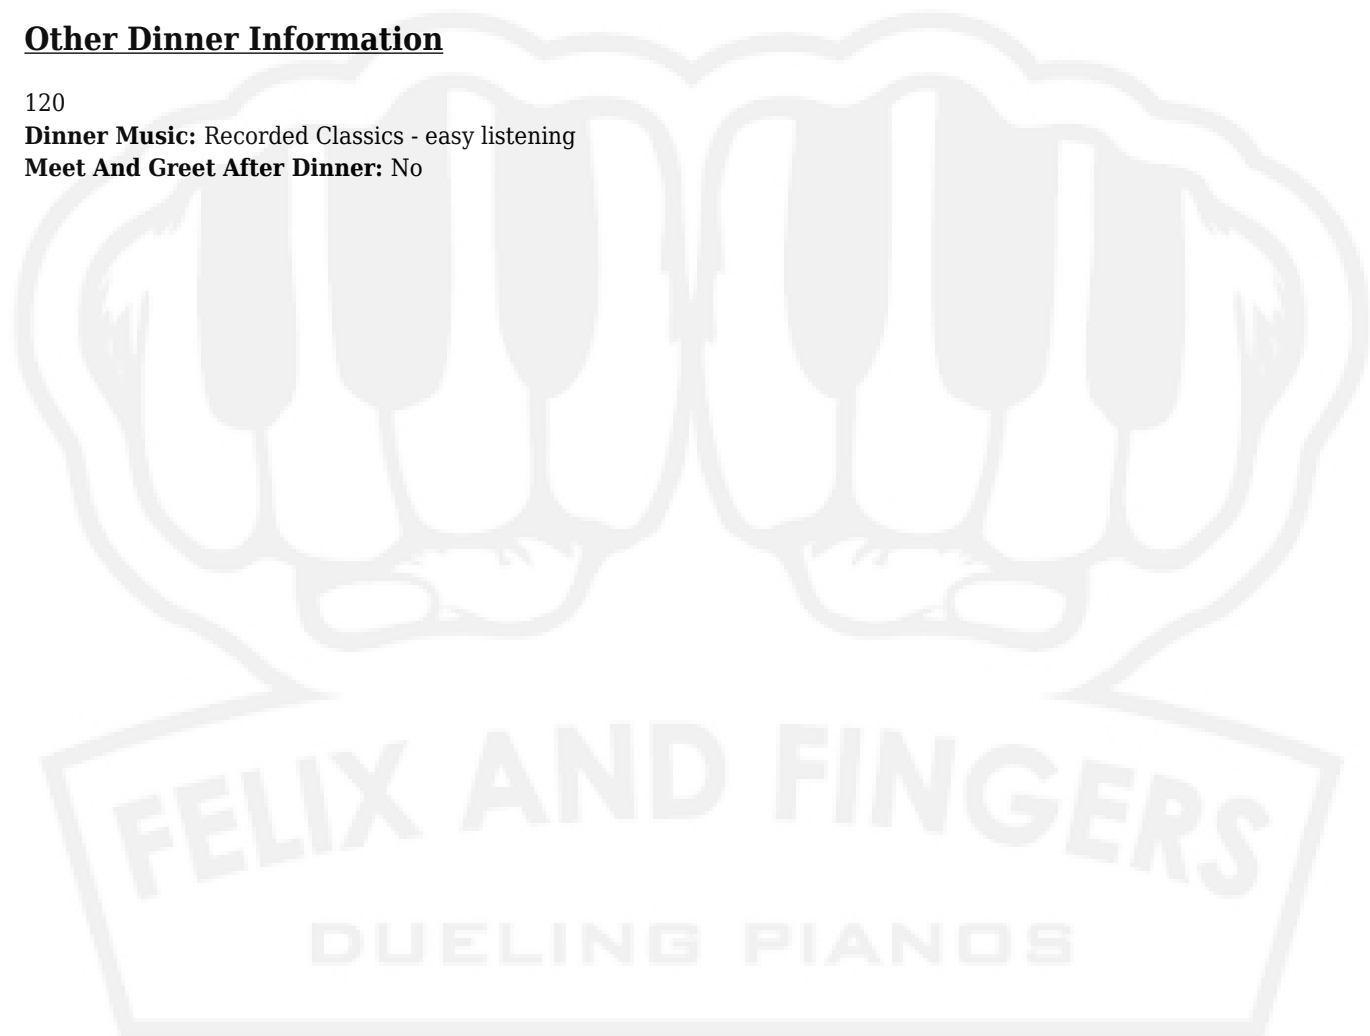 Other Dinner Information
120
Dinner Music: Recorded Classics - easy listening
Meet And Greet After Dinner: No
FELIX AND FINGERS
DUELING PIANOS